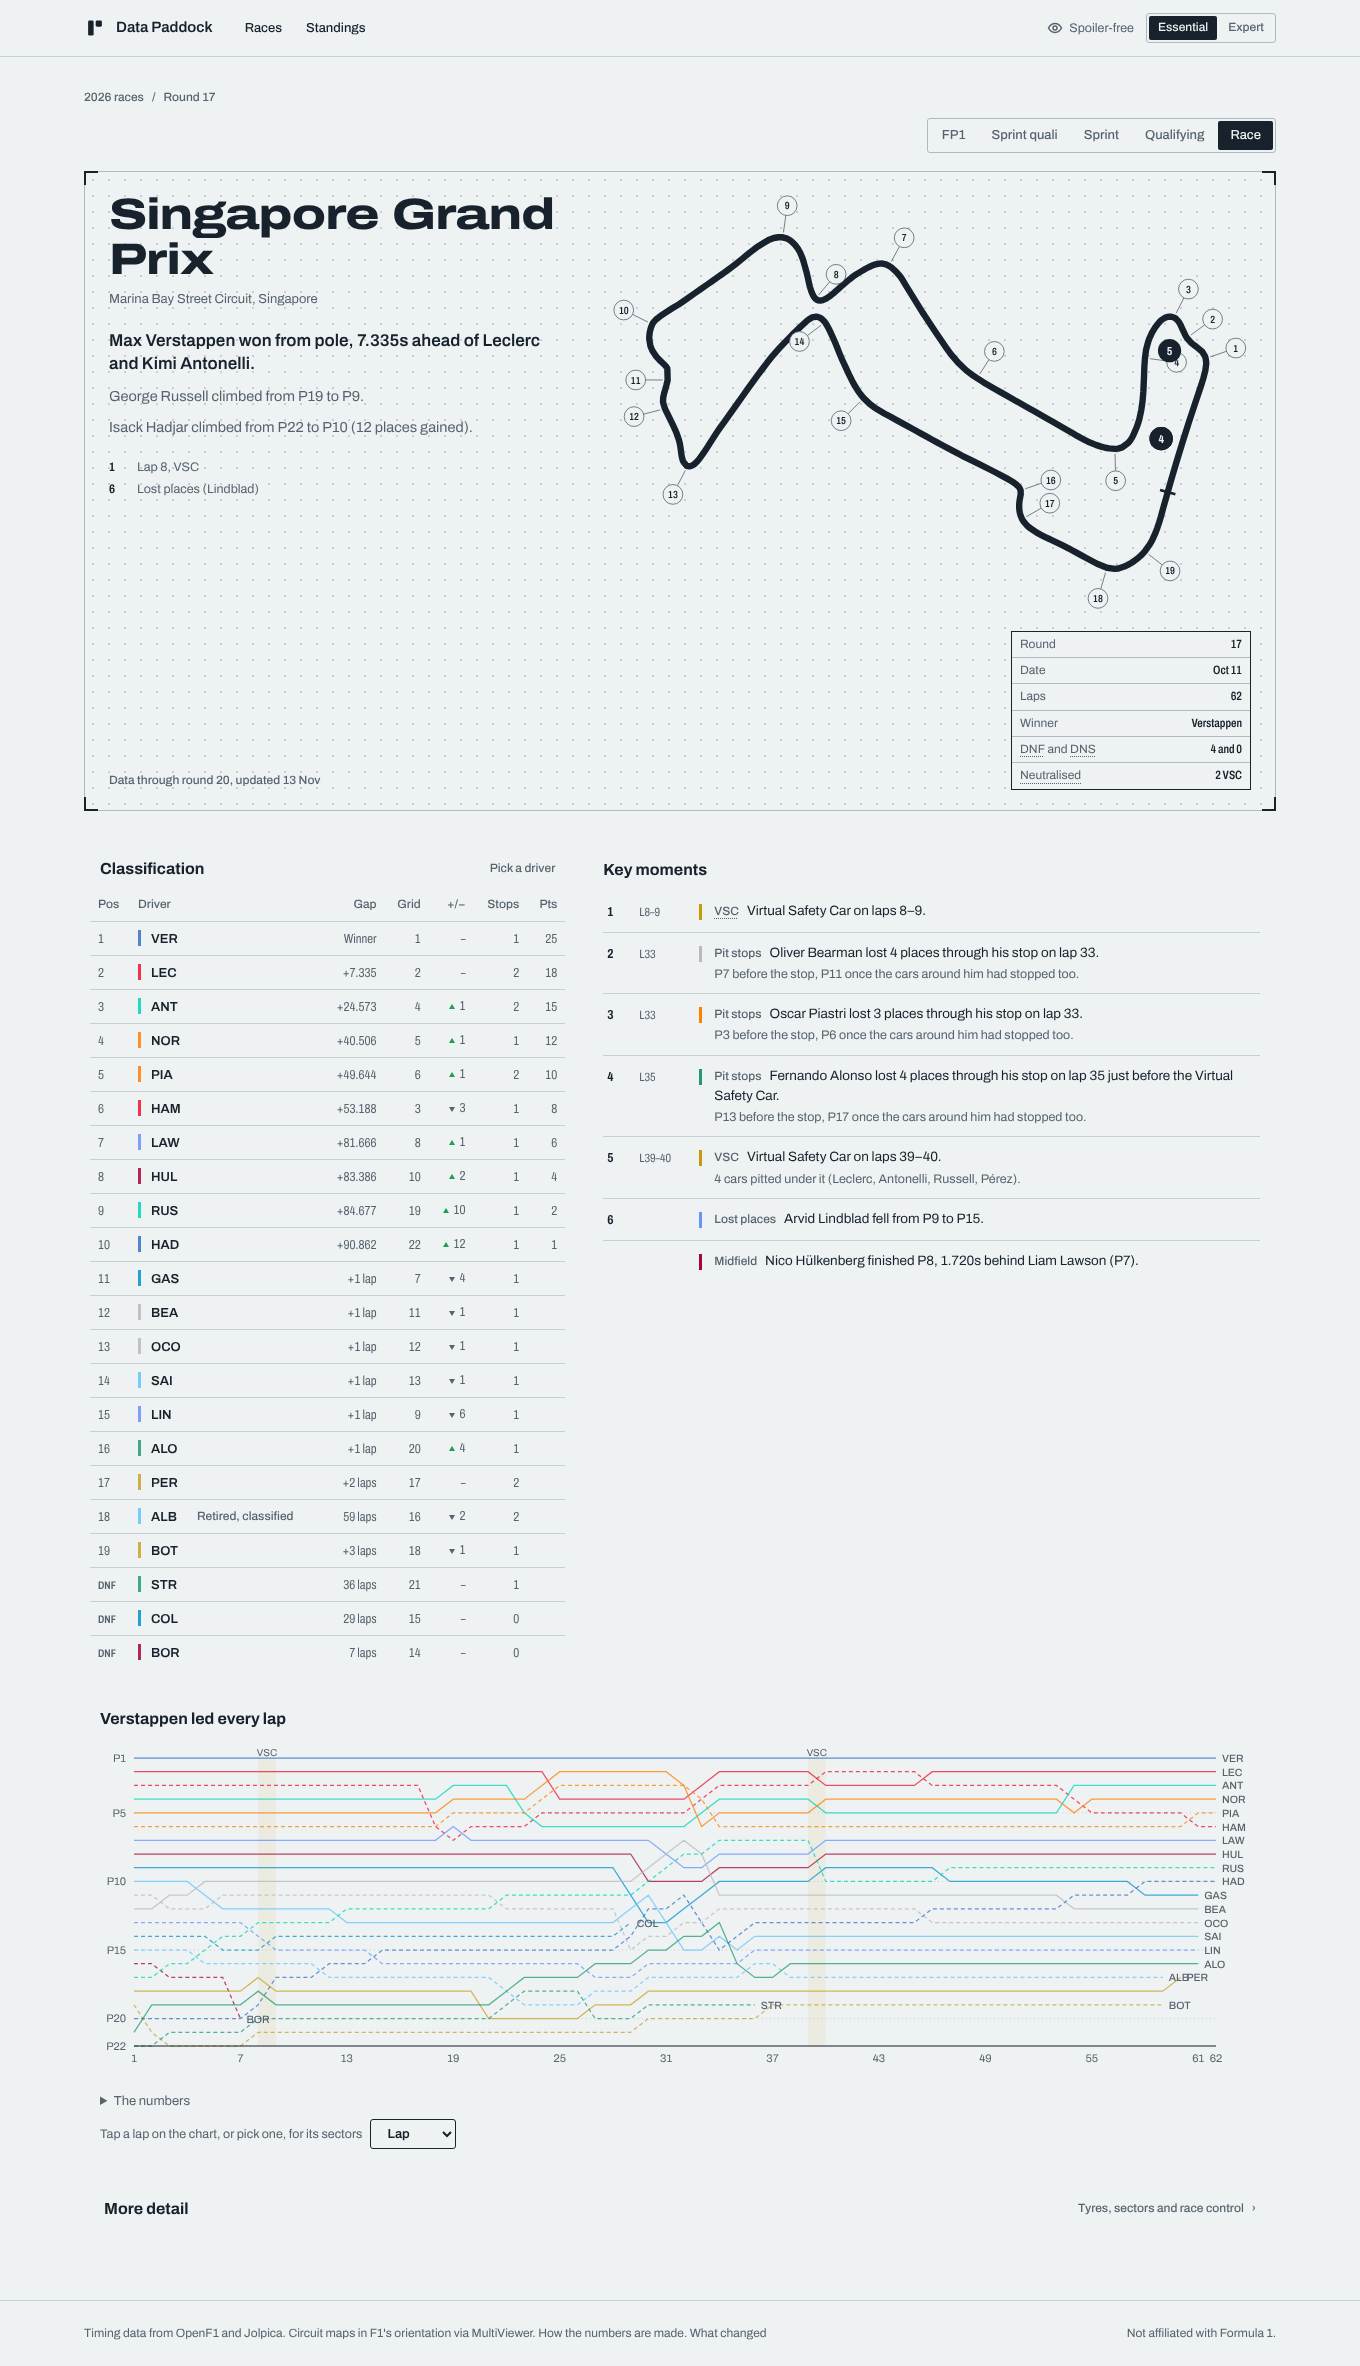 Data Paddock Races Standings Spoiler-free Essential Expert
2026 races / Round 17
FP1 Sprint quali Sprint Qualifying Race
Singapore Grand
Prix
Marina Bay Street Circuit, Singapore
Max Verstappen won from pole, 7.335s ahead of Leclerc
and Kimi Antonelli.
George Russell climbed from P19 to P9.
Isack Hadjar climbed from P22 to P10 (12 places gained).
1 Lap 8, VSC
6 Lost places (Lindblad)
9
7
8
3
10
2
14
6
1
5
4
11
12
15
4
13
16
5
17
19
18
Round 17
Date Oct 11
Laps 62
Winner Verstappen
DNF and DNS 4 and 0
Neutralised 2 VSC
Data through round 20, updated 13 Nov
Classification Pick a driver
Pos Driver Gap Grid +/− Stops Pts
1 VER Winner 1 – 1 25
2 LEC +7.335 2 – 2 18
3 ANT +24.573 4 ▲ 1 2 15
4 NOR +40.506 5 ▲ 1 1 12
5 PIA +49.644 6 ▲ 1 2 10
6 HAM +53.188 3 ▼ 3 1 8
7 LAW +81.666 8 ▲ 1 1 6
8 HUL +83.386 10 ▲ 2 1 4
9 RUS +84.677 19 ▲ 10 1 2
10 HAD +90.862 22 ▲ 12 1 1
11 GAS +1 lap 7 ▼ 4 1
12 BEA +1 lap 11 ▼ 1 1
13 OCO +1 lap 12 ▼ 1 1
14 SAI +1 lap 13 ▼ 1 1
15 LIN +1 lap 9 ▼ 6 1
16 ALO +1 lap 20 ▲ 4 1
17 PER +2 laps 17 – 2
18 ALB Retired, classified 59 laps 16 ▼ 2 2
19 BOT +3 laps 18 ▼ 1 1
DNF STR 36 laps 21 – 1
DNF COL 29 laps 15 – 0
DNF BOR 7 laps 14 – 0
Key moments
1 L8–9 VSC Virtual Safety Car on laps 8–9.
2 L33 Pit stops Oliver Bearman lost 4 places through his stop on lap 33.
P7 before the stop, P11 once the cars around him had stopped too.
3 L33 Pit stops Oscar Piastri lost 3 places through his stop on lap 33.
P3 before the stop, P6 once the cars around him had stopped too.
4 L35 Pit stops Fernando Alonso lost 4 places through his stop on lap 35 just before the Virtual
Safety Car.
P13 before the stop, P17 once the cars around him had stopped too.
5 L39–40 VSC Virtual Safety Car on laps 39–40.
4 cars pitted under it (Leclerc, Antonelli, Russell, Pérez).
6 Lost places Arvid Lindblad fell from P9 to P15.
Midfield Nico Hülkenberg finished P8, 1.720s behind Liam Lawson (P7).
Verstappen led every lap
VSC VSC
P1 VER
LEC
ANT
NOR
P5 PIA
HAM
LAW
HUL
RUS
P10 HAD
GAS
BEA
COL OCO
SAI
P15 LIN
ALO
ALB PER
STR BOT
P20 BOR
P22
1 7 13 19 25 31 37 43 49 55 61 62
▶ The numbers
Tap a lap on the chart, or pick one, for its sectors Lap
More detail Tyres, sectors and race control ›
Timing data from OpenF1 and Jolpica. Circuit maps in F1's orientation via MultiViewer. How the numbers are made. What changed Not affiliated with Formula 1.